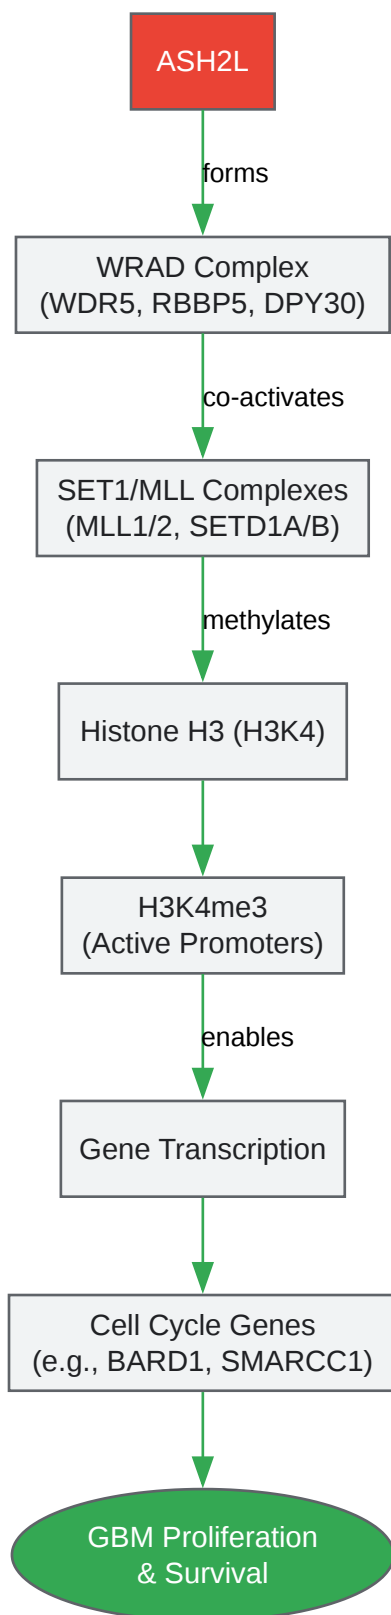 ASH2L
forms
WRAD Complex
(WDR5, RBBP5, DPY30)
co-activates
SET1/MLL Complexes
(MLL1/2, SETD1A/B)
methylates
Histone H3 (H3K4)
H3K4me3
(Active Promoters)
enables
Gene Transcription
Cell Cycle Genes
(e.g., BARD1, SMARCC1)
GBM Proliferation
& Survival